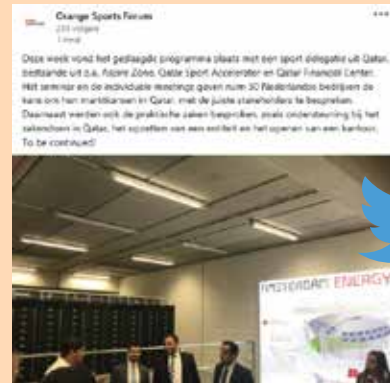 Orange Sports Forum
volgers
Deze week vond het geslaagde programma plaats met een sport delegatie uit Qatar,
bestaande uit o.a. Aspire Zone, Qatar Sport Accelerator en Qatar Financial Center.
Het seminar en de individuele meetings gaven ruim 30 Nederlandse bedrijven de
kans om hun marktkansen in Qatar, met de juiste stakeholders te bespreken.
Daarnaast werden ook de praktische zaken besproken, zoals ondersteuning bij het
zakendoen in Qatar, het opzetten van een entiteit en het openen van een kantoor.
To be continued!
AMSTERDAM ENERGY